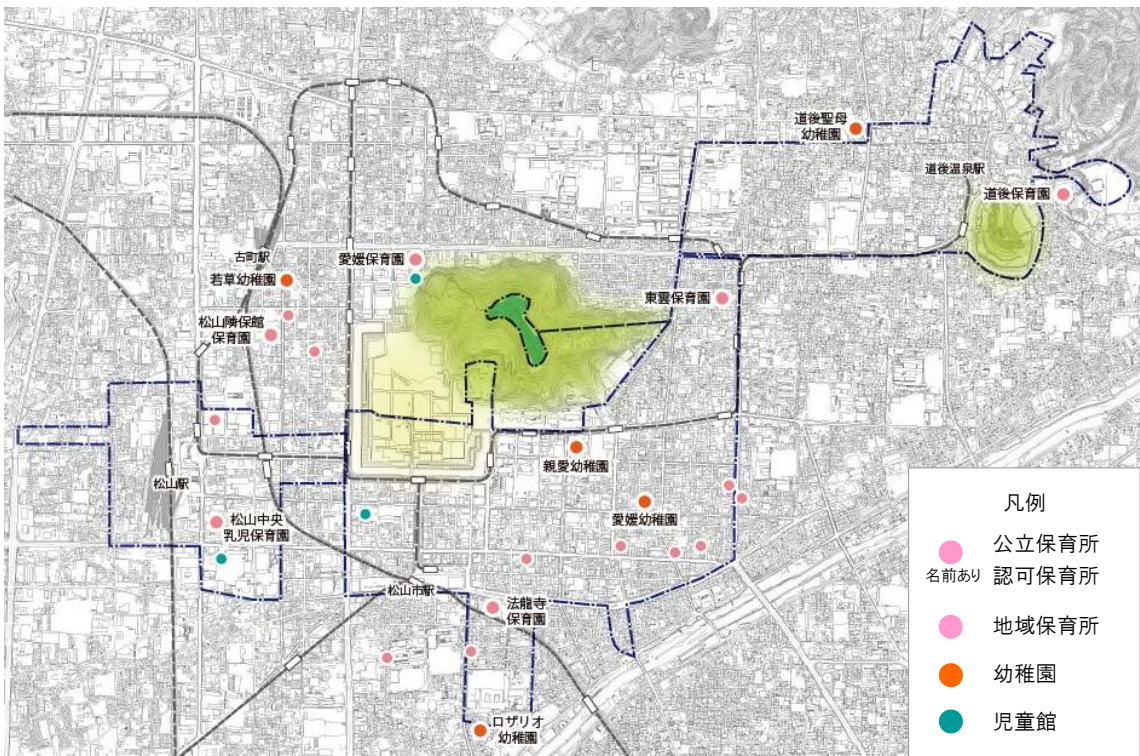 道後聖母
幼稚園
道後温泉駅
道後保育園
古町駅
愛媛保育園
若草幼稚園
東雲保育園
松山隣保館
保育園
松山駅
親愛幼稚園
愛媛幼稚園
松山中央
乳児保育園
松山市駅
法龍寺
保育園
ロザリオ
幼稚園
凡例
公立保育所
名前あり 認可保育所
地域保育所
幼稚園
児童館